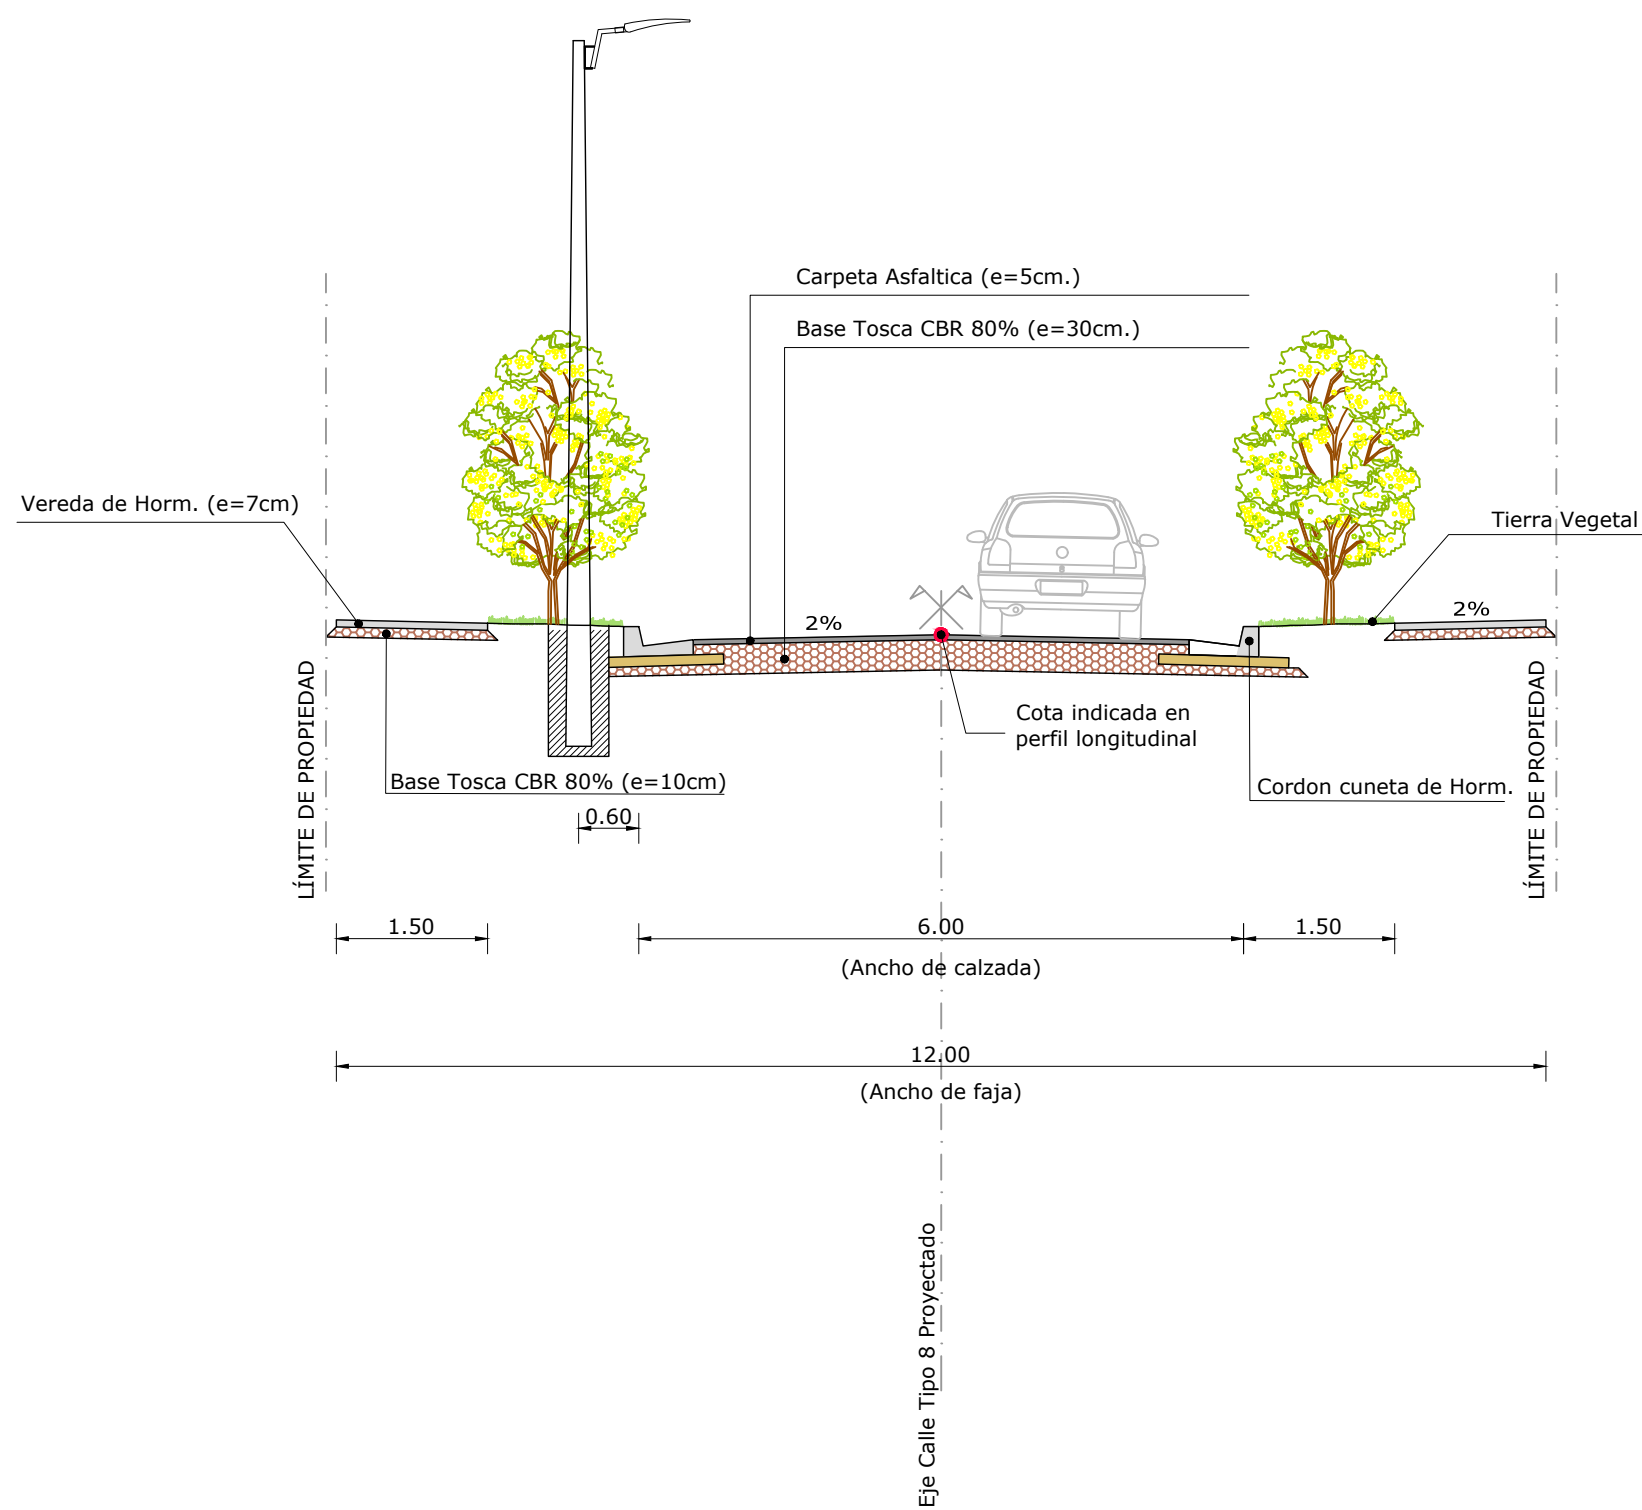 Carpeta Asfaltica (e=5cm.)
Base Tosca CBR 80% (e=30cm.)
Vereda de Horm. (e=7cm)
Tierra Vegetal
2%
2%
Cota indicada en
perfil longitudinal
Base Tosca CBR 80% (e=10cm)
Cordon cuneta de Horm.
LÍMITE DE PROPIEDAD
LÍMITE DE PROPIEDAD
0.60
1.50
6.00
1.50
(Ancho de calzada)
12.00
(Ancho de faja)
Eje Calle Tipo 8 Proyectado